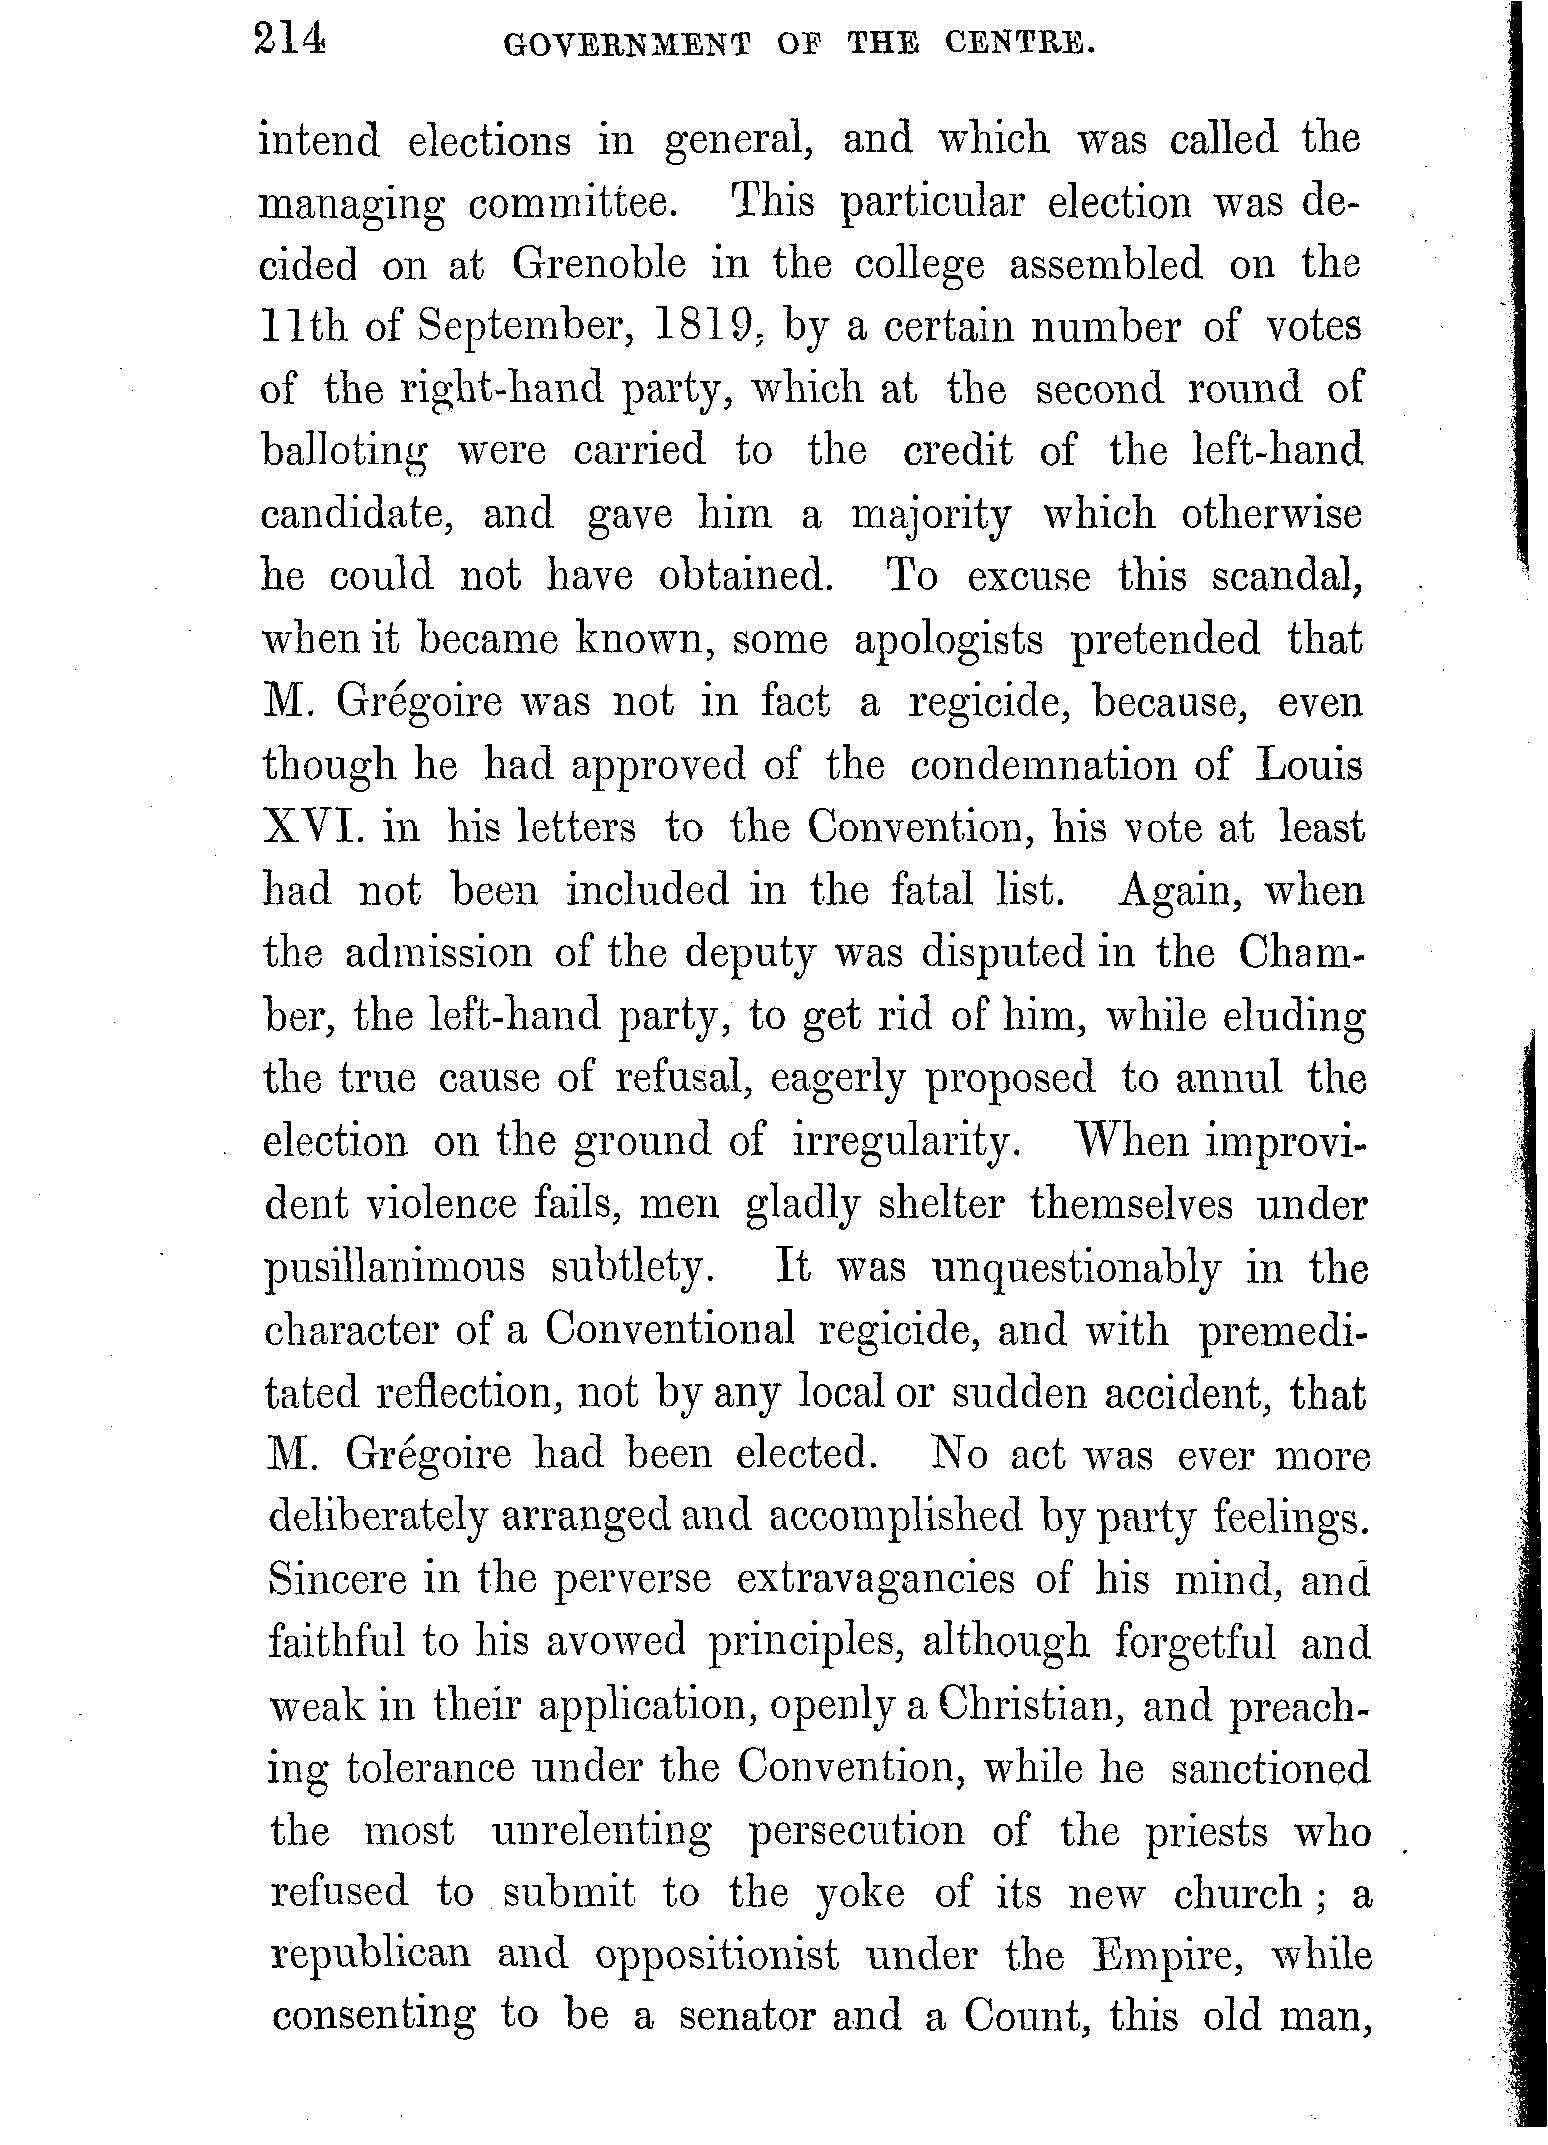 214 GOVERNMENT OF THE CENTRE.
intend elections in general, and which was called the
managing committee. This particular election was de-
cided on at Grenoble in the college assembled on the
11th of September, 1819, by a certain number of votes
of the right-hand party, which at the second round of
balloting were carried to the credit of the left-hand
candidate, and gave him a majority which otherwise
he could not have obtained. To excuse this scandal,
when it became known, some apologists pretended that
M. Grégoire was not in fact a regicide, because, even
though he had approved of the condemnation of Louis
XVI. in his letters to the Convention, his vote at least
had not been included in the fatal list. Again, when
the admission of the deputy was disputed in the Cham-
ber, the left-hand party, to get rid of him, while eluding
the true cause of refusal, eagerly proposed to annul the
election on the ground of irregularity. When improvi-
dent violence fails, men gladly shelter themselves under
pusillanimous subtlety. It was unquestionably in the
character of a Conventional regicide, and with premedi-
tated reflection, not by any local or sudden accident, that
M. Grégoire had been elected. No act was ever more
deliberately arranged and accomplished by party feelings.
Sincere in the perverse extravagancies of his mind, and
faithful to his avowed principles, although forgetful and
weak in their application, openly a Christian, and preach-
ing tolerance under the Convention, while he sanctioned
the most unrelenting persecution of the priests who
refused to submit to the yoke of its new church ; a
republican and oppositionist under the Empire, while
consenting to be a senator and a Count, this old man,